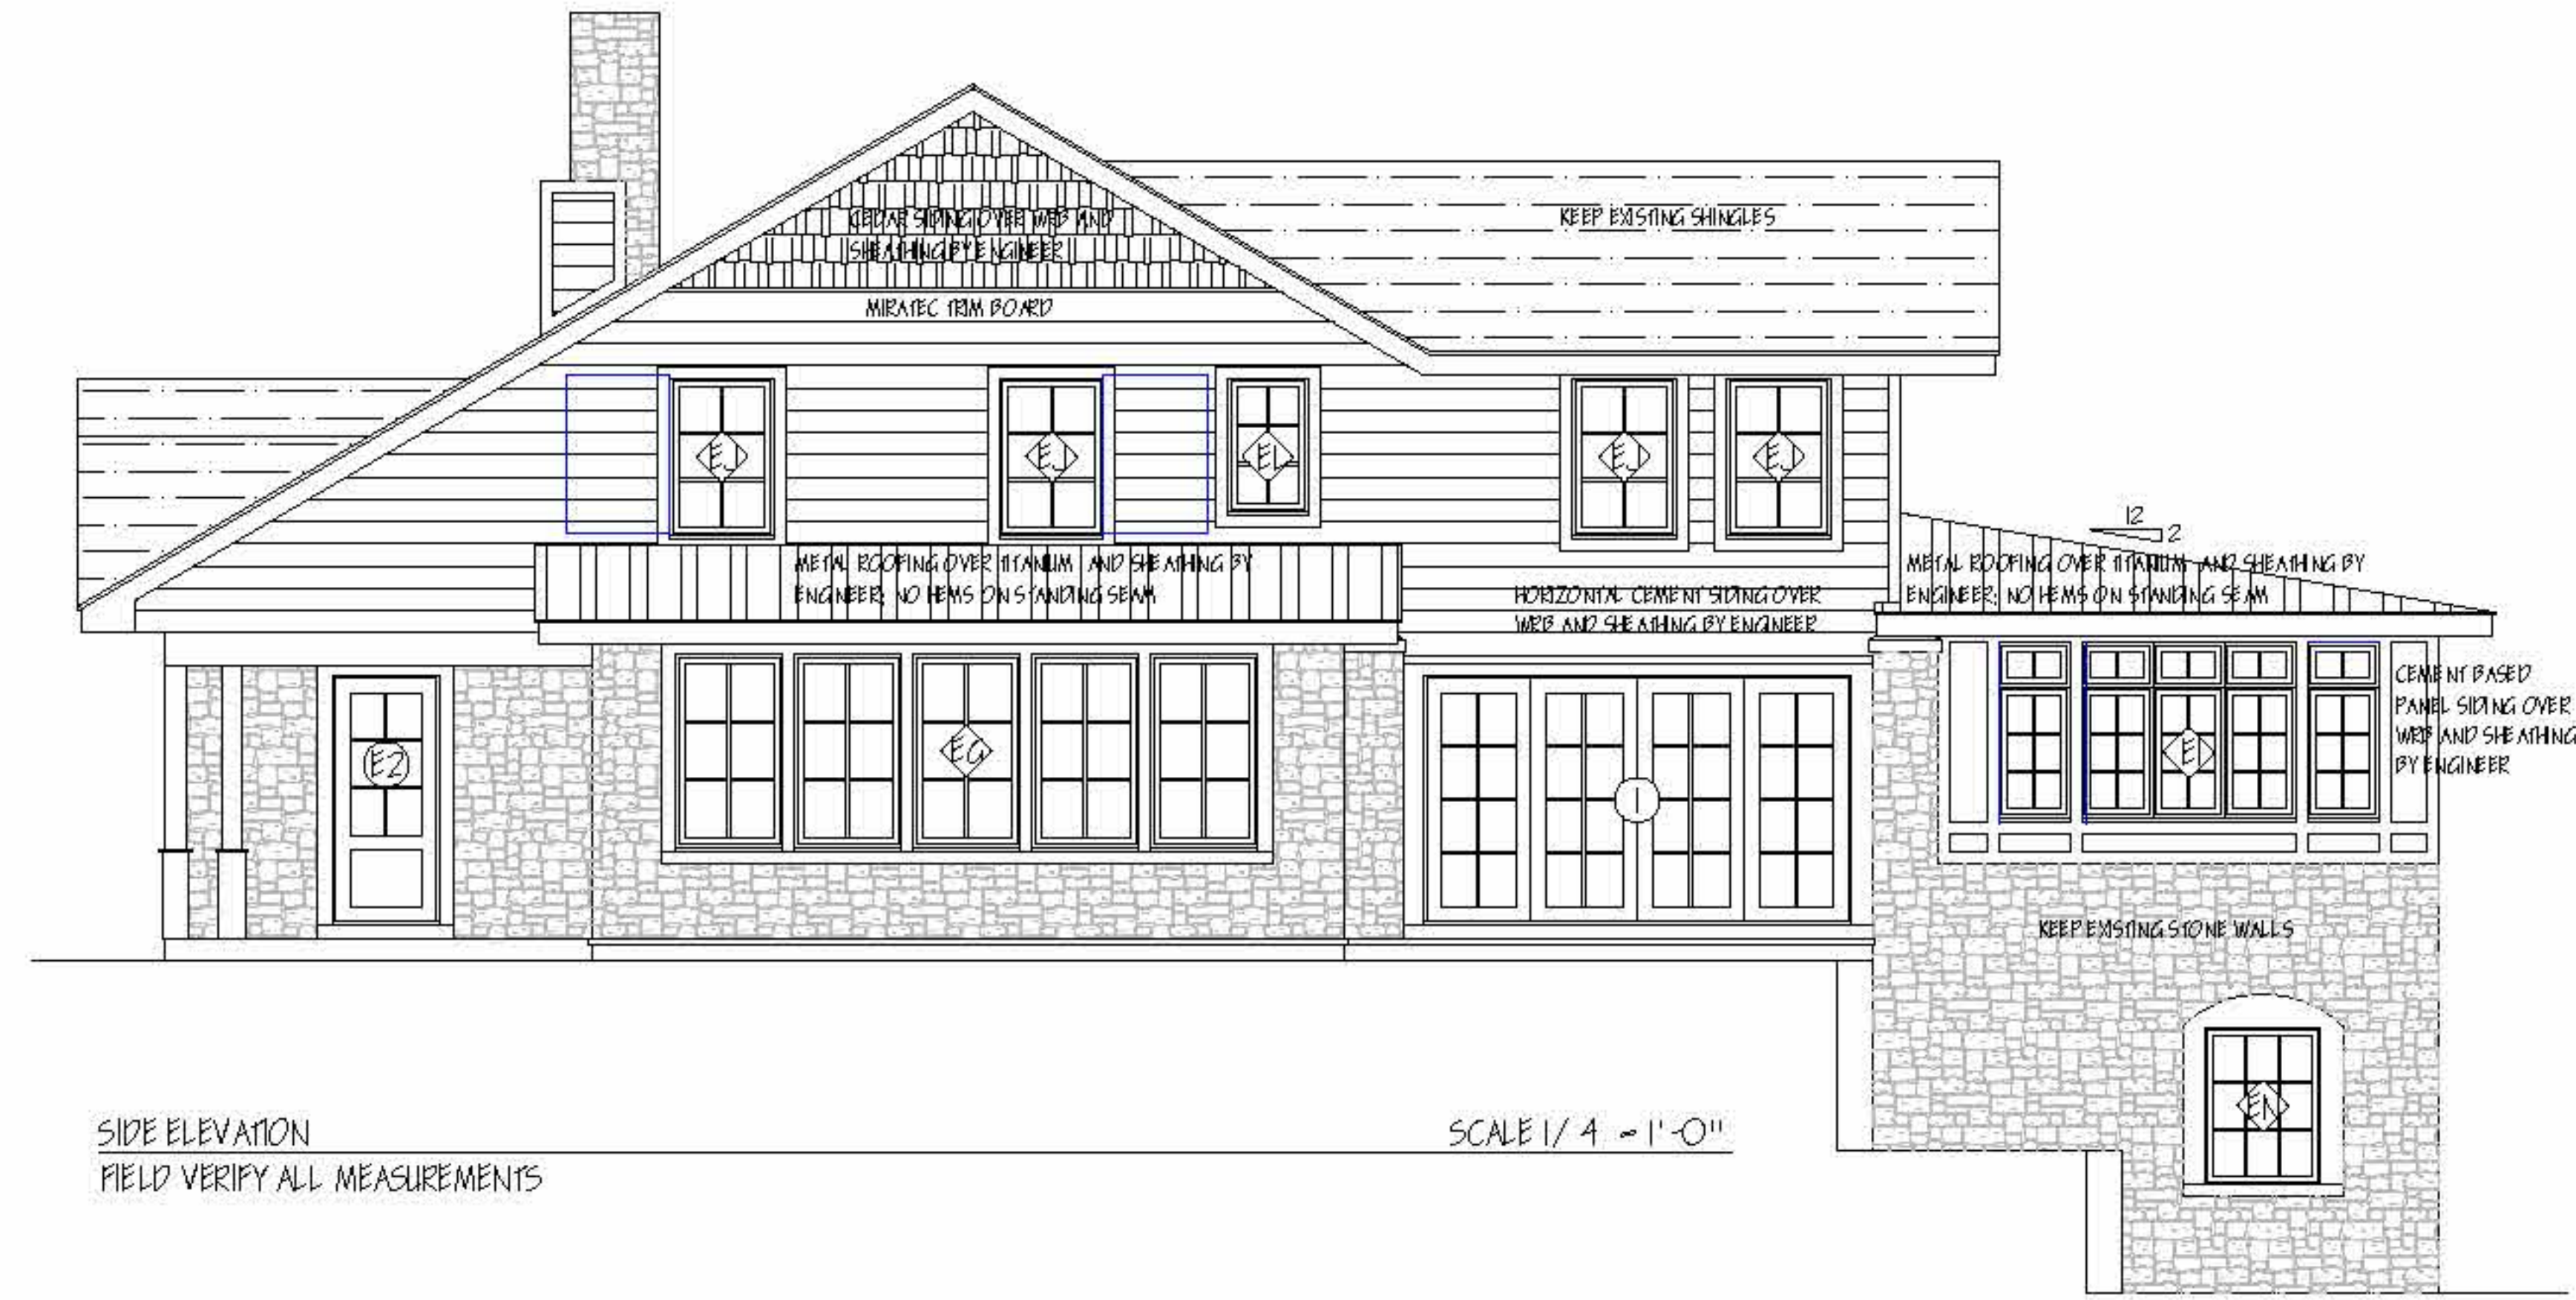 CEDAR SIDING OVER WRB AND
SHEATHING BY ENGINEER
KEEP EXISTING SHINGLES
MIRATEC TRIM BOARD
EJ
EJ
EL
EJ
EJ
12
2
METAL ROOFING OVER TITANIUM AND SHEATHING BY
ENGINEER; NO HEMS ON STANDING SEAM
HORIZONTAL CEMENT SIDING OVER
WRB AND SHEATHING BY ENGINEER
METAL ROOFING OVER TITANIUM AND SHEATHING BY
ENGINEER; NO HEMS ON STANDING SEAM
CEMENT BASED
PANEL SIDING OVER
WRB AND SHEATHING
BY ENGINEER
E2
EG
1
KEEP EXISTING STONE WALLS
EN
SIDE ELEVATION
SCALE 1/ 4 = 1'-0"
FIELD VERIFY ALL MEASUREMENTS